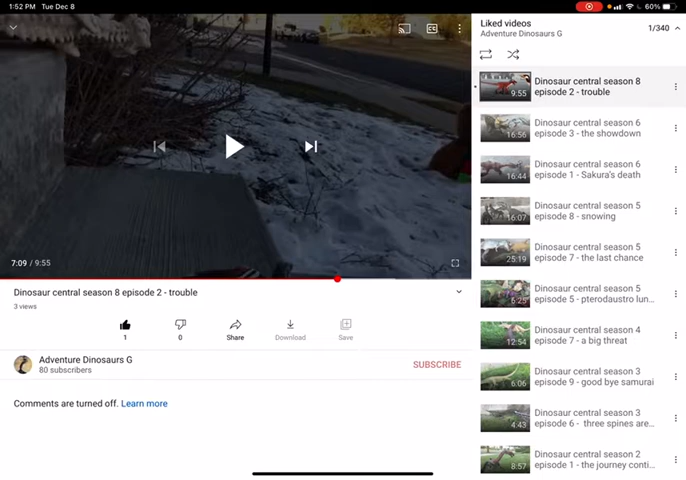 1:52 PM Tue Dec 8
60%
CC
7:09 / 9:55
Dinosaur central season 8 episode 2 - trouble
3 views
1
0
Share
Download
Save
Adventure Dinosaurs G
80 subscribers
SUBSCRIBE
Comments are turned off. Learn more
Liked videos
Adventure Dinosaurs G
1/340
9:55
Dinosaur central season 8
episode 2 - trouble
16:56
Dinosaur central season 6
episode 3 - the showdown
16:44
Dinosaur central season 6
episode 1 - Sakura's death
16:07
Dinosaur central season 5
episode 8 - snowing
25:19
Dinosaur central season 5
episode 7 - the last chance
6:25
Dinosaur central season 5
episode 5 - pterodaustro lun...
12:54
Dinosaur central season 4
episode 7 - a big threat
6:06
Dinosaur central season 3
episode 9 - good bye samurai
4:43
Dinosaur central season 3
episode 6 - three spines are...
8:57
Dinosaur central season 2
episode 1 - the journey conti...